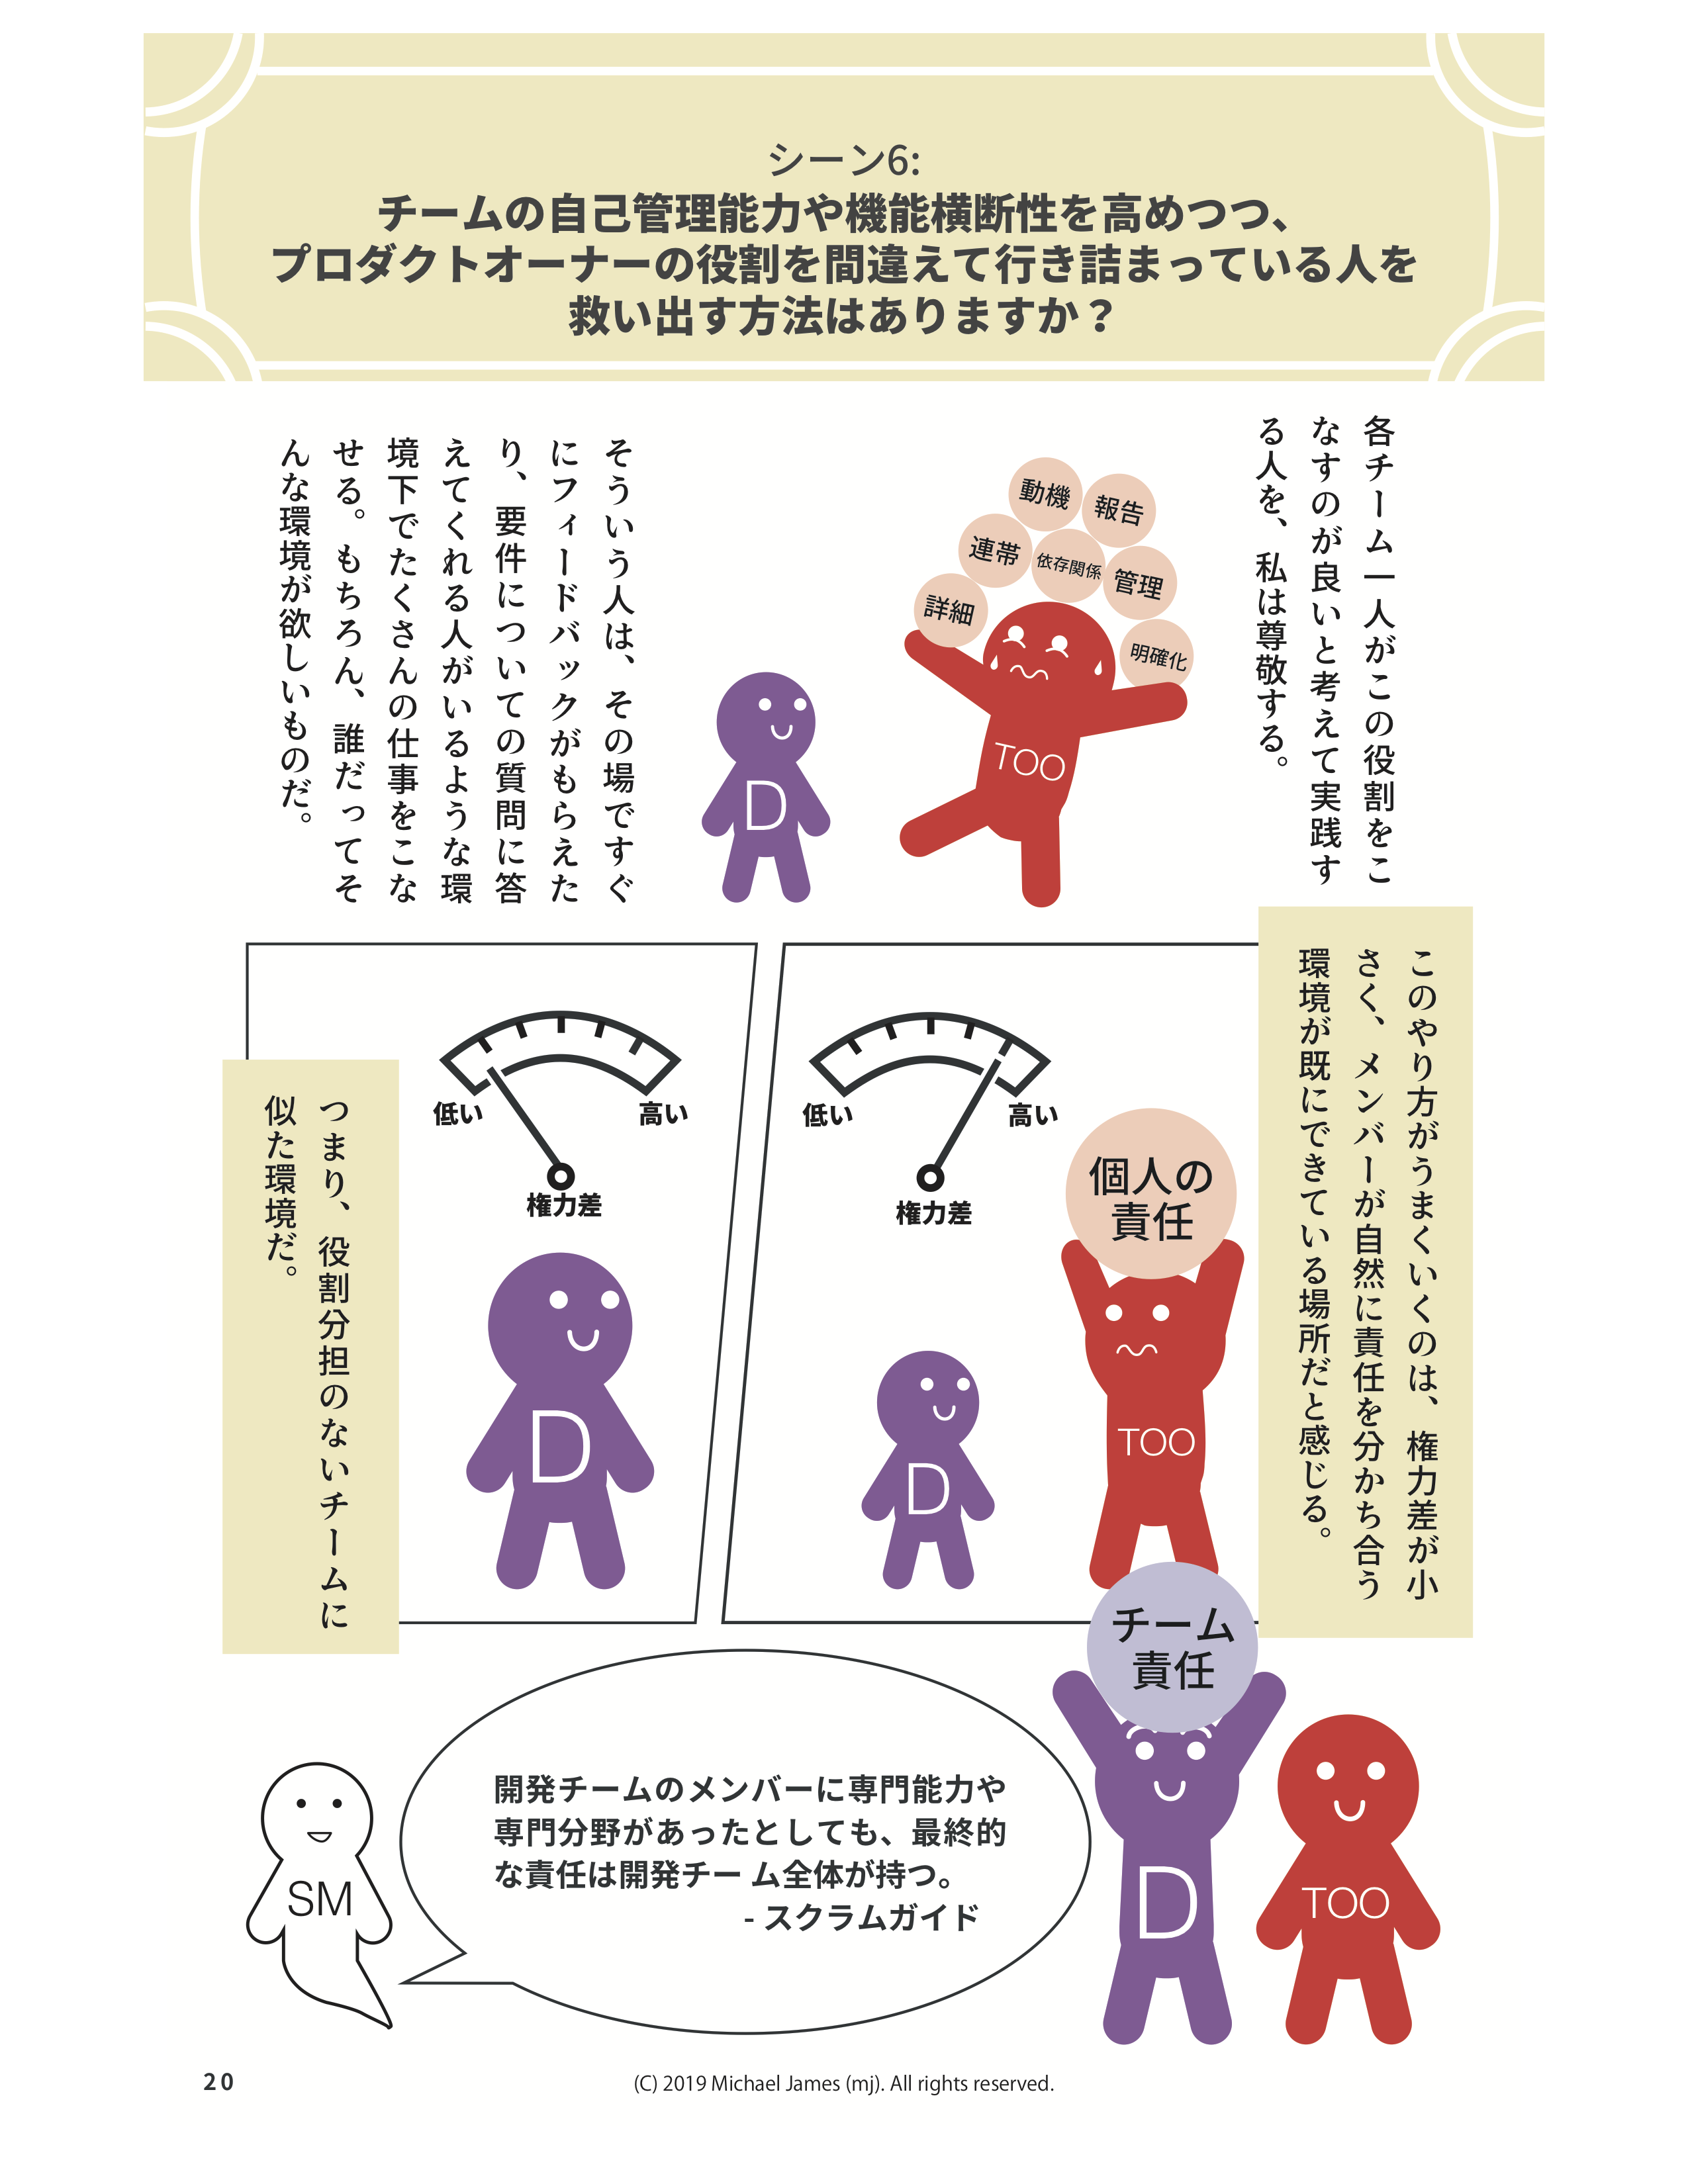 シーン6:
チームの自己管理能力や機能横断性を高めつつ、
プロダクトオーナーの役割を間違えて行き詰まっている人を
救い出す方法はありますか？
各チーム一人がこの役割をこ
なすのが良いと考えて実践す
る人を、私は尊敬する。
動機
報告
連帯
依存関係
管理
詳細
明確化
TOO
D
そういう人は、その場ですぐ
にフィードバックがもらえた
り、要件についての質問に答
えてくれる人がいるような環
境下でたくさんの仕事をこな
せる。もちろん、誰だってそ
んな環境が欲しいものだ。
このやり方がうまくいくのは、権力差が小
さく、メンバーが自然に責任を分かち合う
環境が既にできている場所だと感じる。
低い
高い
権力差
個人の
責任
TOO
D
低い
高い
権力差
D
つまり、役割分担のないチームに
似た環境だ。
チーム
責任
D
TOO
開発チームのメンバーに専門能力や
専門分野があったとしても、最終的
な責任は開発チー ム全体が持つ。
- スクラムガイド
SM
20
(C) 2019 Michael James (mj). All rights reserved.